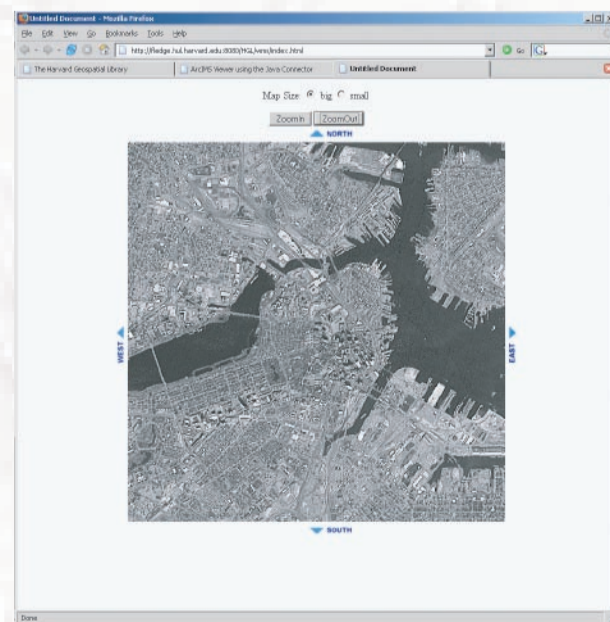 Untitled Document - Mozilla Firefox
File Edit View Go Bookmarks Tools Help
http://fledge.hul.harvard.edu:8080/HGL/wms/index.html Go
The Harvard Geospatial Library ArcIMS Viewer using the Java Connector Untitled Document
Map Size big small
ZoomIn ZoomOut
NORTH
WEST
EAST
SOUTH
Done